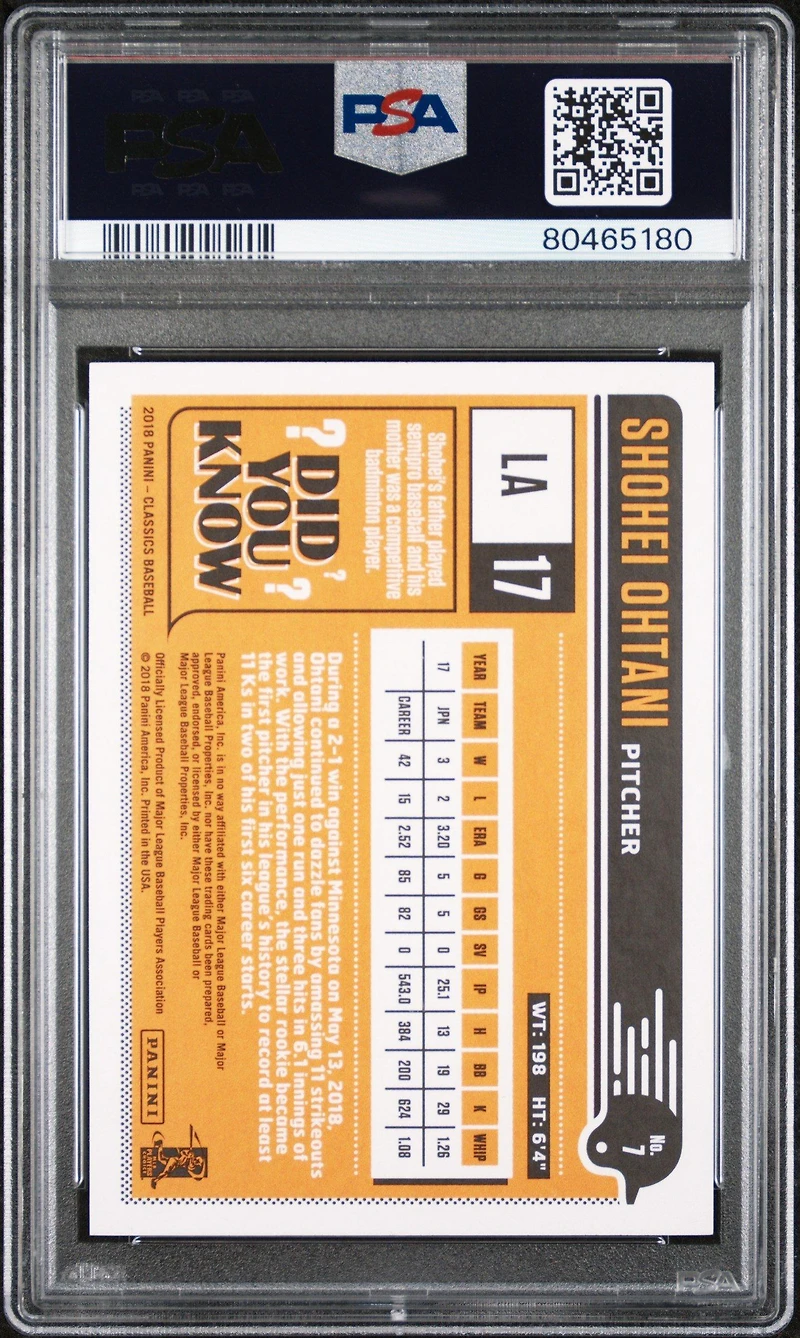 PSA PSA PSA
PSA
PSA PSA PSA
PSA
80465180
SHOHEI OHTANI PITCHER
No.
7
LA 17
WT: 198 HT: 6'4"
YEAR TEAM W L ERA G GS SV IP H BB K WHIP
17 JPN 3 2 3.20 5 5 0 25.1 13 19 29 1.26
CAREER 42 15 2.52 85 82 0 543.0 384 200 624 1.08
Shohei's father played
semipro baseball and his
mother was a competitive
badminton player.
? DID ?
YOU ?
KNOW
During a 2-1 win against Minnesota on May 13, 2018,
Ohtani continued to dazzle fans by amassing 11 strikeouts
and allowing just one run and three hits in 6.1 innings of
work. With the performance, the stellar rookie became
the first pitcher in his league's history to record at least
11 Ks in two of his first six career starts.
Panini America, Inc. is in no way affiliated with either Major League Baseball or Major
League Baseball Properties, Inc. nor have these trading cards been prepared,
approved, endorsed, or licensed by either Major League Baseball or
Major League Baseball Properties, Inc.
Officially Licensed Product of Major League Baseball Players Association
© 2018 Panini America, Inc. Printed in the USA.
2018 PANINI – CLASSICS BASEBALL
PANINI
PLAYERS
CHOICE
PSA